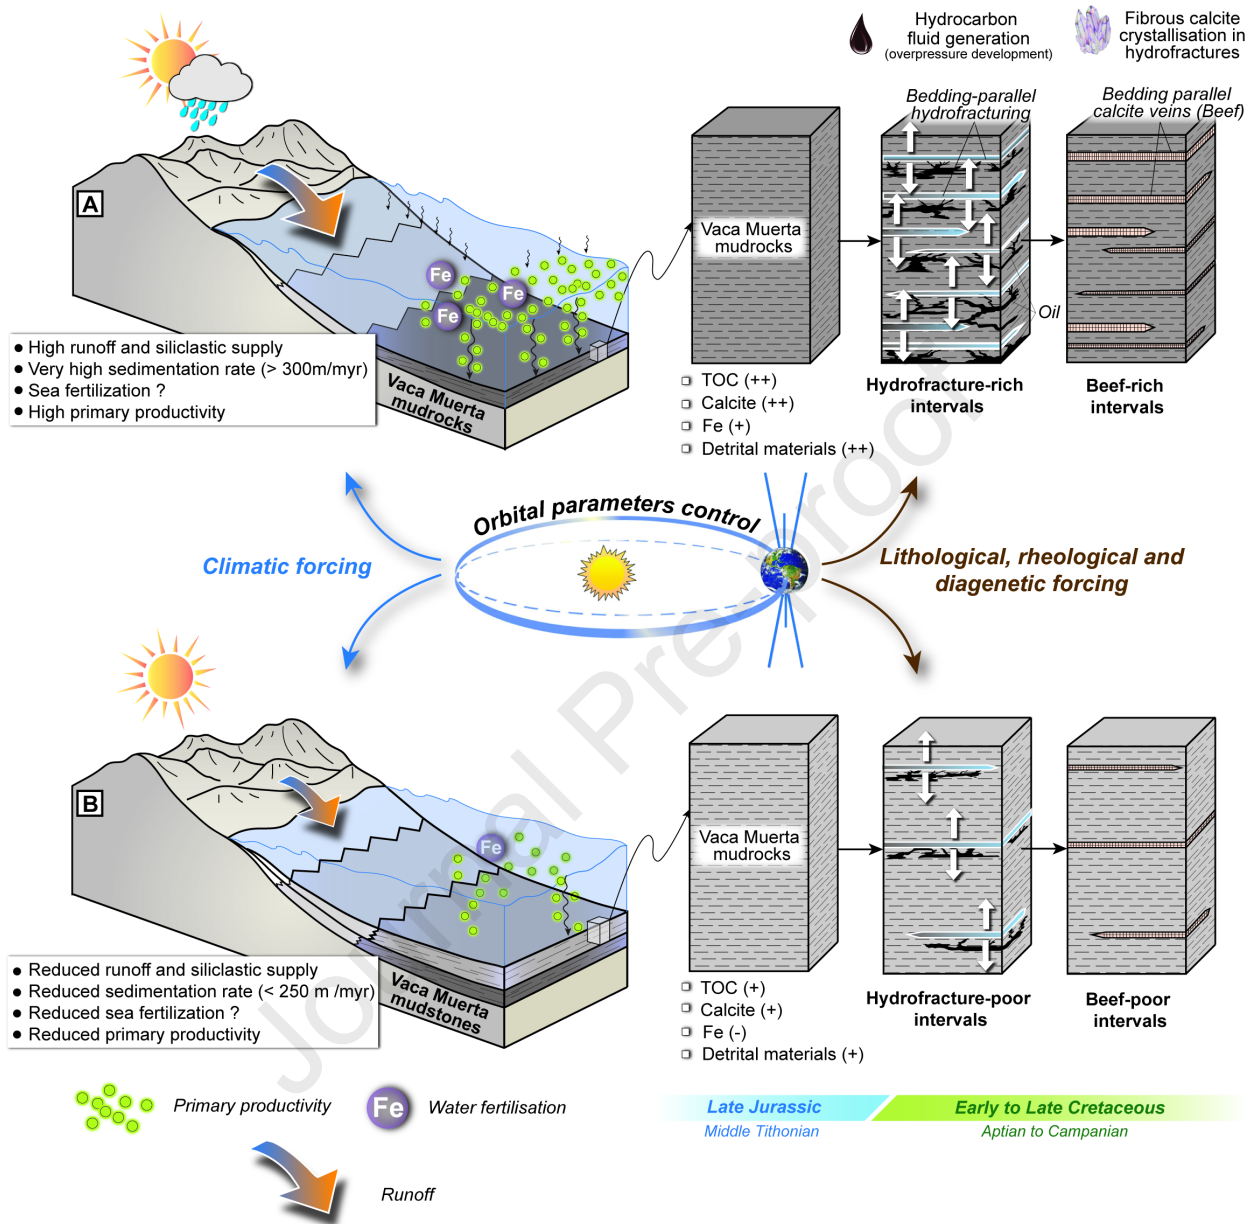 Hydrocarbon
fluid generation
(overpressure development)
Fibrous calcite
crystallisation in
hydrofractures
A
Fe
Fe
Fe
Vaca Muerta
mudrocks
● High runoff and siliclastic supply
● Very high sedimentation rate (> 300m/myr)
● Sea fertilization ?
● High primary productivity
Vaca Muerta
mudrocks
Bedding-parallel
hydrofracturing
Bedding parallel
calcite veins (Beef)
Oil
TOC (++)
Calcite (++)
Fe (+)
Detrital materials (++)
Hydrofracture-rich
intervals
Beef-rich
intervals
Orbital parameters control
Climatic forcing
Lithological, rheological and
diagenetic forcing
Journal Pre-proof
B
Fe
Vaca Muerta
mudstones
● Reduced runoff and siliclastic supply
● Reduced sedimentation rate (< 250 m /myr)
● Reduced sea fertilization ?
● Reduced primary productivity
Vaca Muerta
mudrocks
TOC (+)
Calcite (+)
Fe (-)
Detrital materials (+)
Hydrofracture-poor
intervals
Beef-poor
intervals
Primary productivity
Fe
Water fertilisation
Runoff
Late Jurassic
Early to Late Cretaceous
Middle Tithonian
Aptian to Campanian